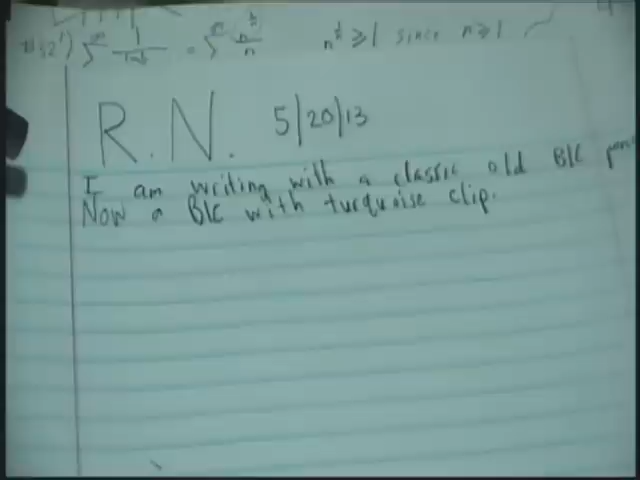 ∑ 1 = ∑ n n^½ ≥ 1 since n ≥ 1
R.N. 5/20/13
I am writing with a classic old BIC
Now a BIC with turquoise clip.